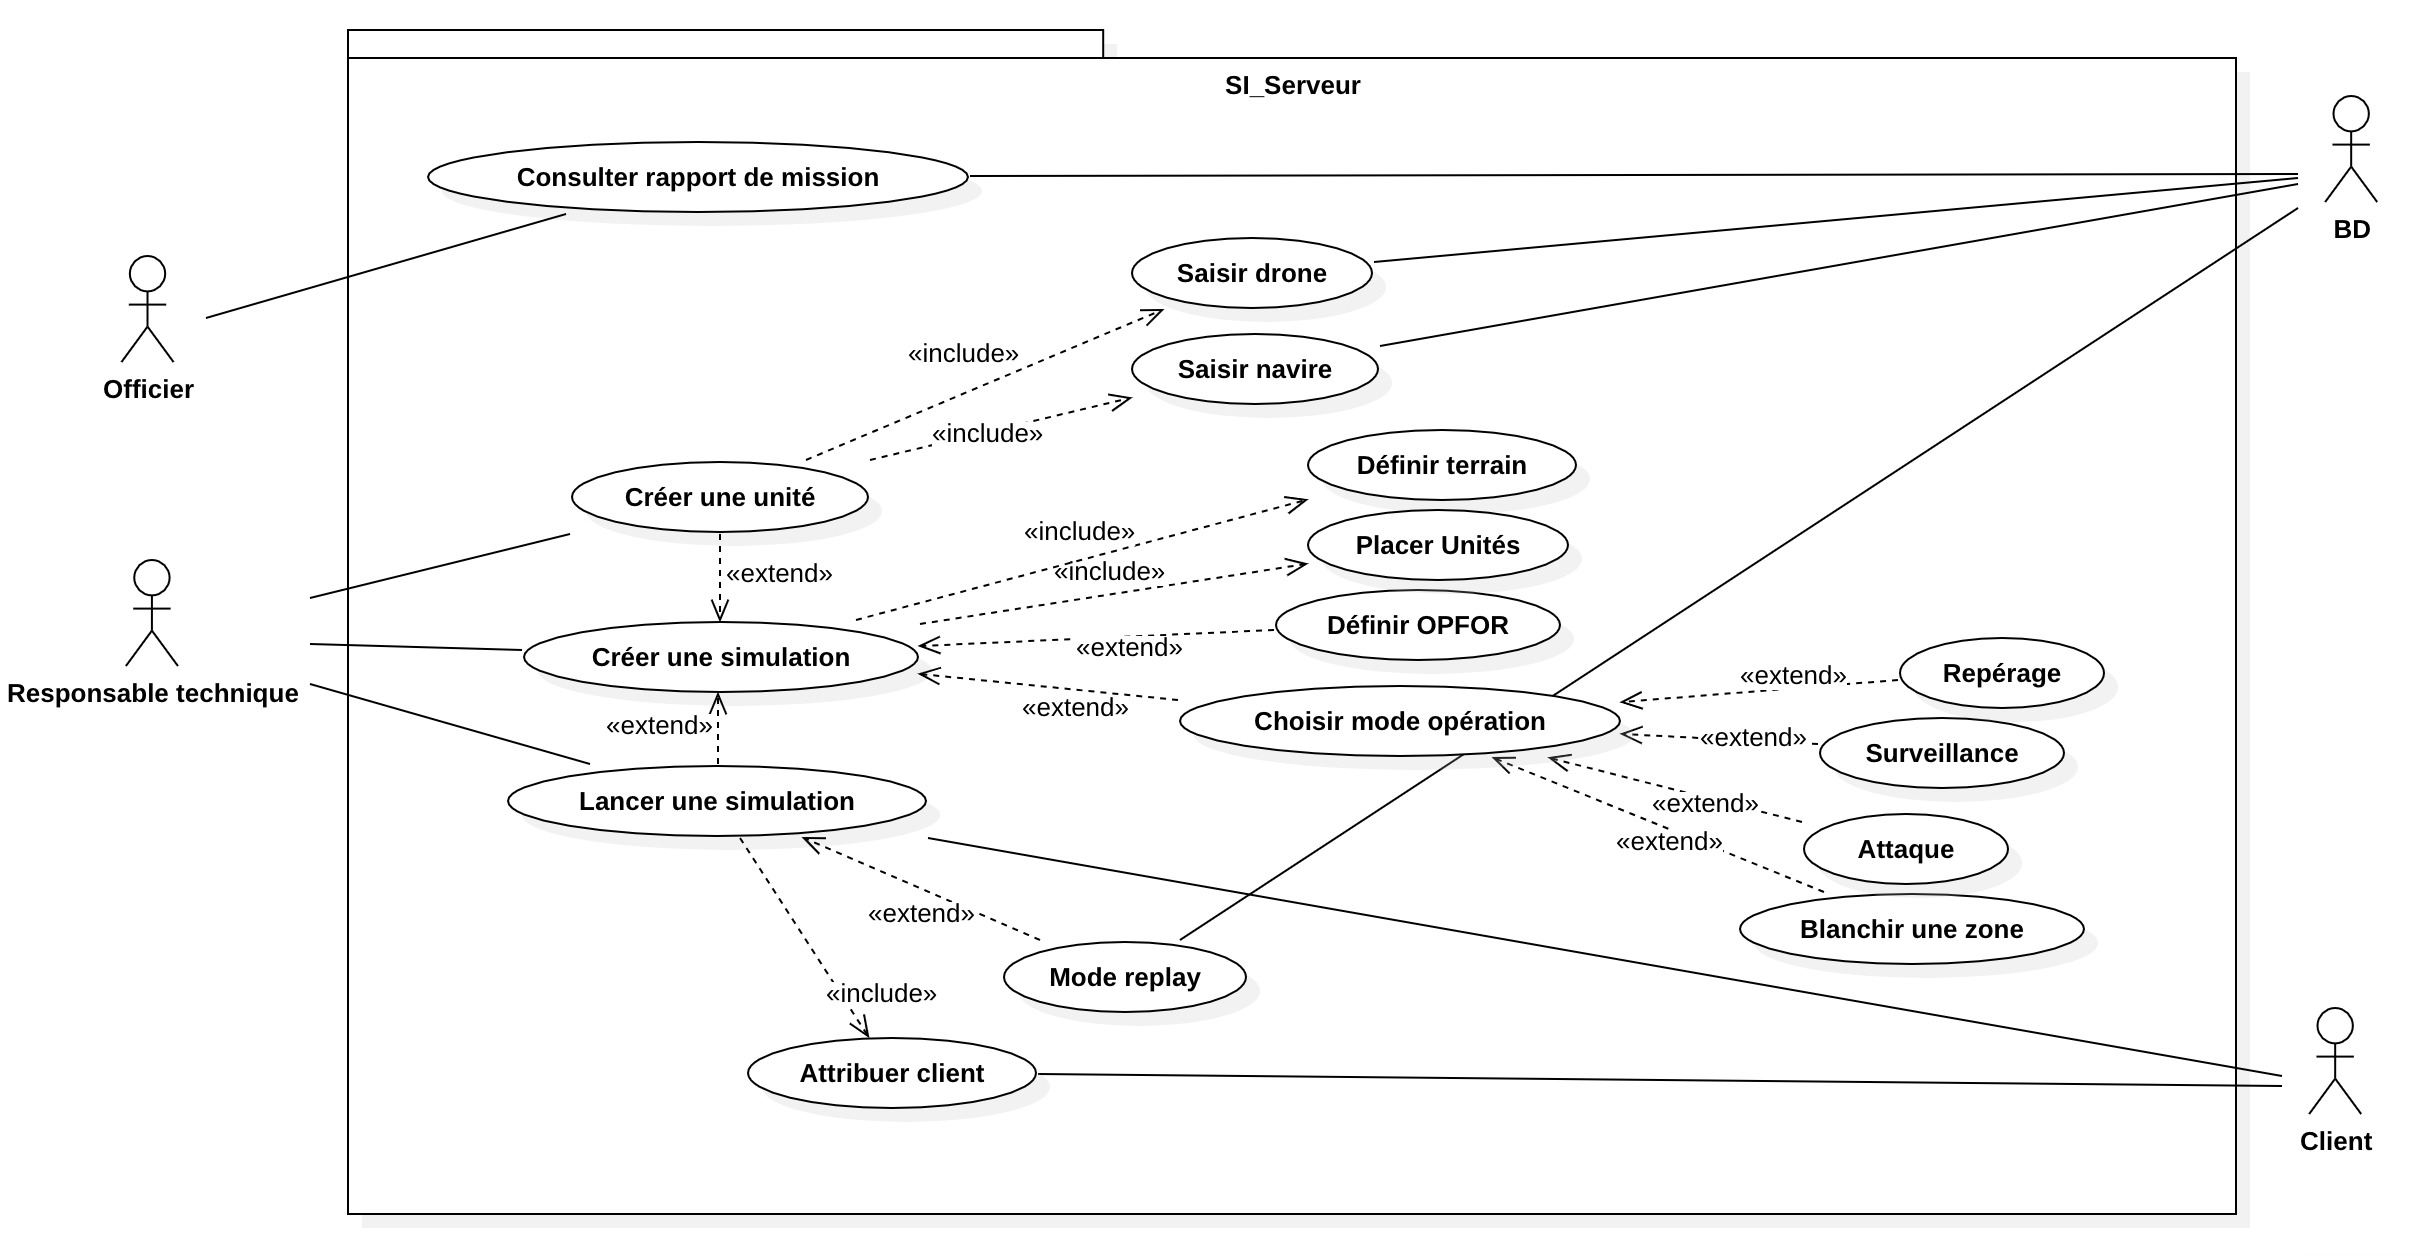 SI_Serveur
Consulter rapport de mission
BD
Saisir drone
Officier
«include»
Saisir navire
«include»
Définir terrain
Créer une unité
«include»
Placer Unités
«extend»
«include»
Définir OPFOR
«extend»
Créer une simulation
Responsable technique
«extend»
Repérage
«extend»
Choisir mode opération
«extend»
«extend»
Surveillance
Lancer une simulation
«extend»
Attaque
«extend»
«extend»
Blanchir une zone
Mode replay
«include»
Attribuer client
Client